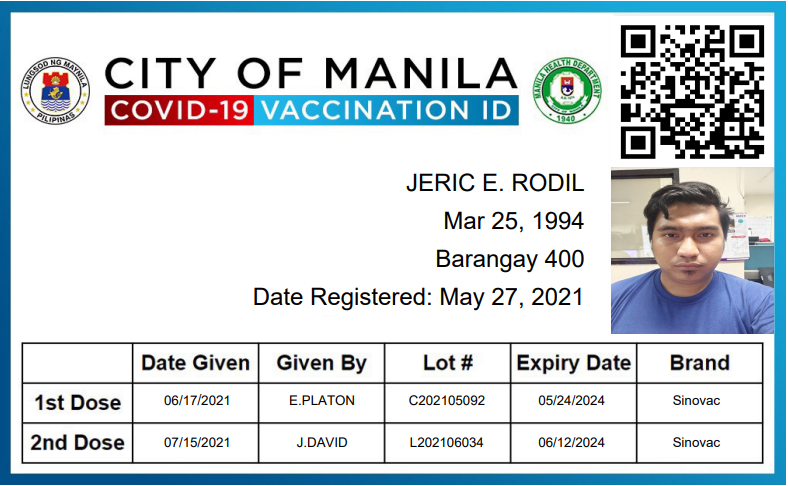 LUNGSOD NG MAYNILA
PILIPINAS
CITY OF MANILA
COVID-19 VACCINATION ID
MANILA HEALTH DEPARTMENT
1940
JERIC E. RODIL
Mar 25, 1994
Barangay 400
Date Registered: May 27, 2021
Date Given Given By Lot # Expiry Date Brand
1st Dose 06/17/2021 E.PLATON C202105092 05/24/2024 Sinovac
2nd Dose 07/15/2021 J.DAVID L202106034 06/12/2024 Sinovac